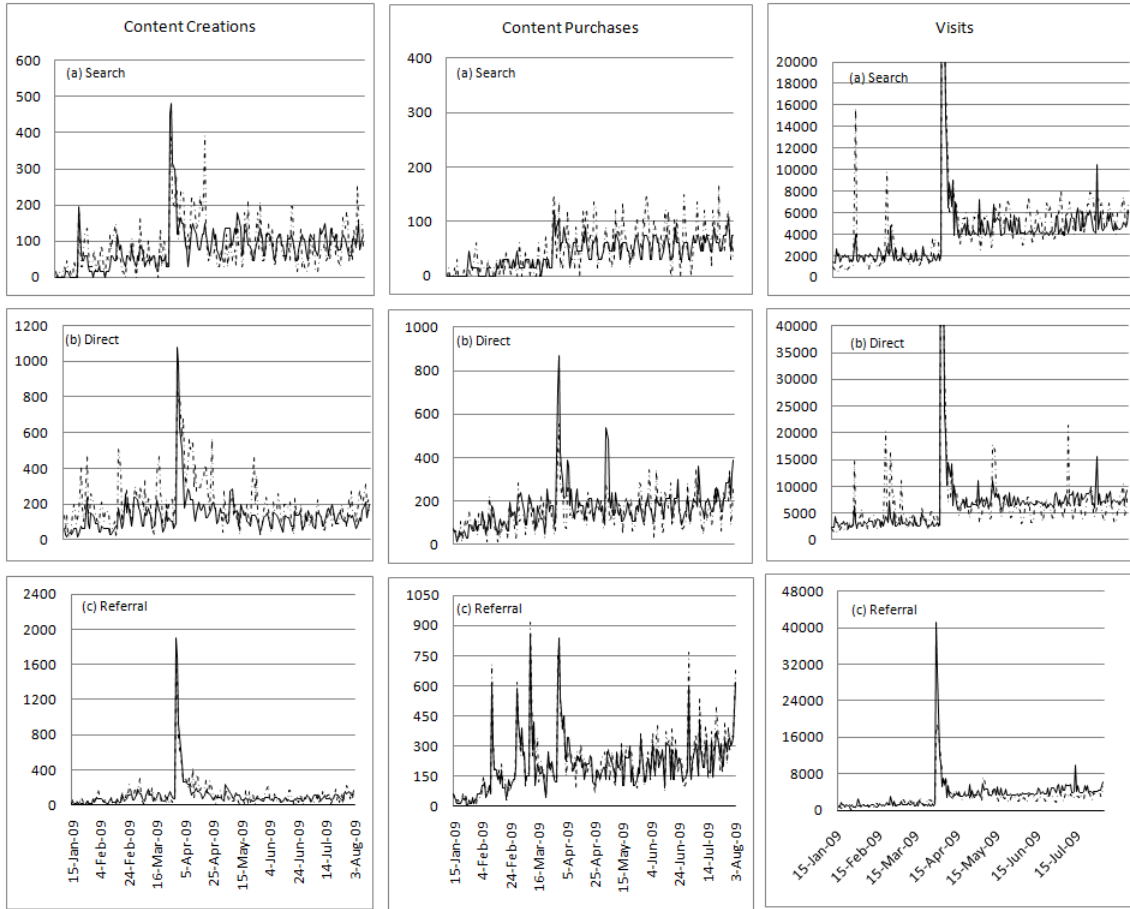 Content Creations
(a) Search
600
500
400
300
200
100
0
(b) Direct
1200
1000
800
600
400
200
0
(c) Referral
2400
2000
1600
1200
800
400
0
15-Jan-09
4-Feb-09
24-Feb-09
16-Mar-09
5-Apr-09
25-Apr-09
15-May-09
4-Jun-09
24-Jun-09
14-Jul-09
3-Aug-09
Content Purchases
(a) Search
400
300
200
100
0
(b) Direct
1000
800
600
400
200
0
(c) Referral
1050
900
750
600
450
300
150
0
15-Jan-09
4-Feb-09
24-Feb-09
16-Mar-09
5-Apr-09
25-Apr-09
15-May-09
4-Jun-09
24-Jun-09
14-Jul-09
3-Aug-09
Visits
(a) Search
20000
18000
16000
14000
12000
10000
8000
6000
4000
2000
0
(b) Direct
40000
35000
30000
25000
20000
15000
10000
5000
0
(c) Referral
48000
40000
32000
24000
16000
8000
0
15-Jan-09
15-Feb-09
15-Mar-09
15-Apr-09
15-May-09
15-Jun-09
15-Jul-09